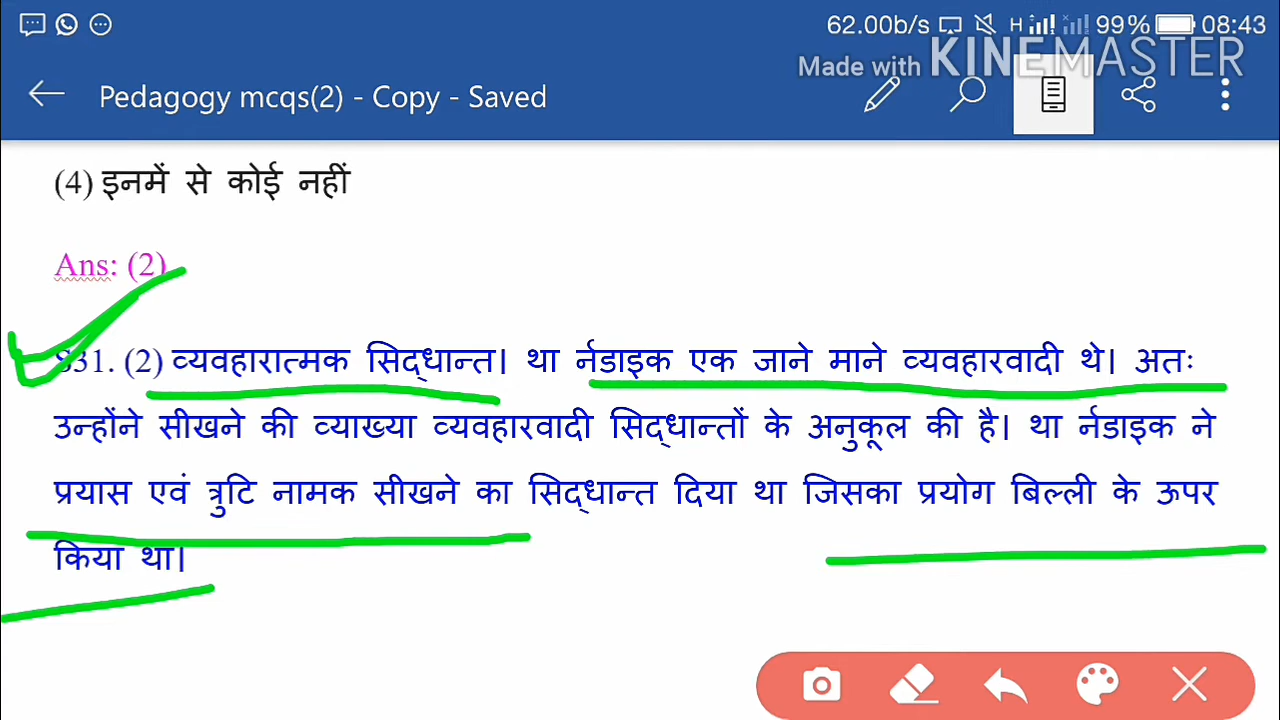 62.00b/s H 99% 08:43
Made with KINEMASTER
Pedagogy mcqs(2) - Copy - Saved
(4) इनमें से कोई नहीं
Ans: (2)
S31. (2) व्यवहारात्मक सिद्धान्त। था र्नडाइक एक जाने माने व्यवहारवादी थे। अतः
उन्होंने सीखने की व्याख्या व्यवहारवादी सिद्धान्तों के अनुकूल की है। था र्नडाइक ने
प्रयास एवं त्रुटि नामक सीखने का सिद्धान्त दिया था जिसका प्रयोग बिल्ली के ऊपर
किया था।